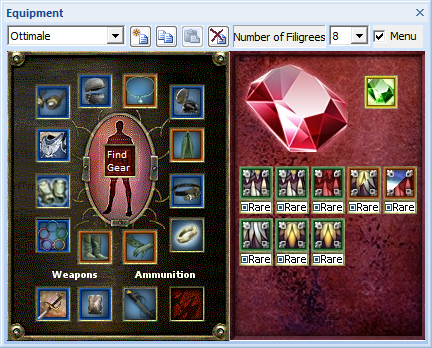 Equipment
Ottimale Number of Filigrees 8 Menu
Find
Gear
Rare Rare Rare Rare Rare
Rare Rare Rare
Weapons Ammunition